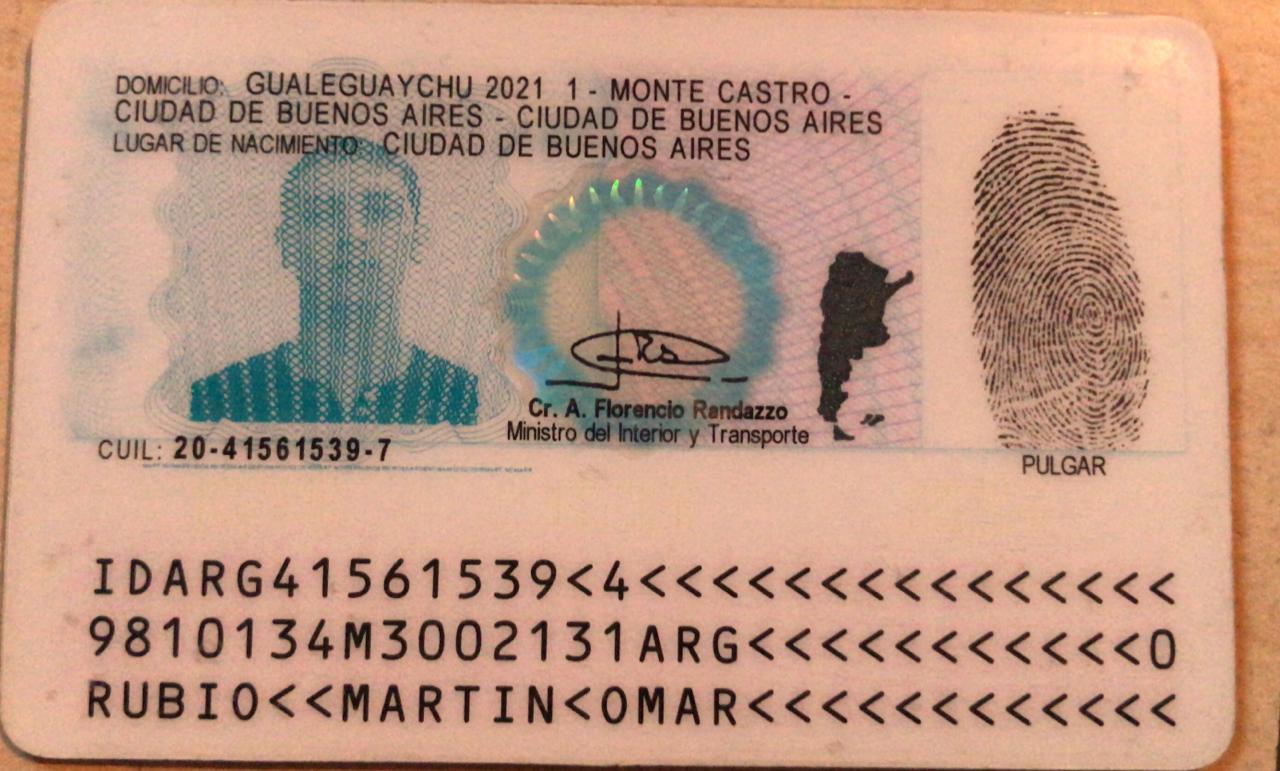 DOMICILIO: GUALEGUAYCHU 2021 1 - MONTE CASTRO -
CIUDAD DE BUENOS AIRES - CIUDAD DE BUENOS AIRES
LUGAR DE NACIMIENTO: CIUDAD DE BUENOS AIRES
Cr. A. Florencio Randazzo
Ministro del Interior y Transporte
CUIL: 20-41561539-7
PULGAR
IDARG41561539<4<<<<<<<<<<<<<<<
9810134M3002131ARG<<<<<<<<<<<0
RUBIO<<MARTIN<OMAR<<<<<<<<<<<<